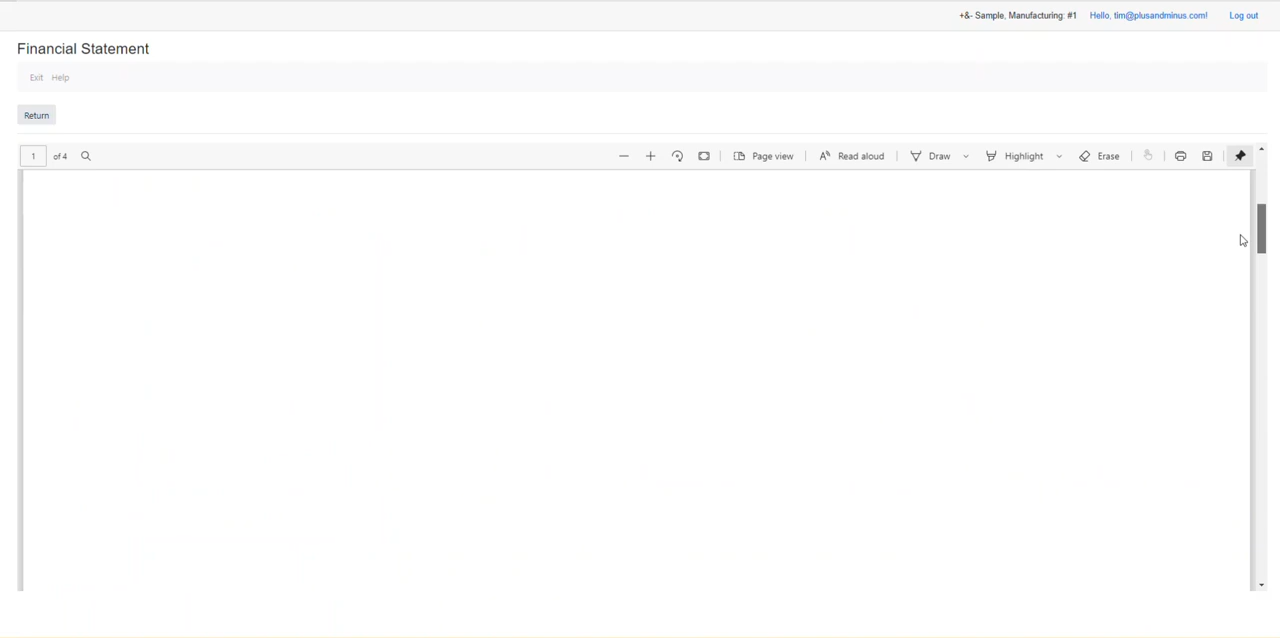 +&- Sample, Manufacturing: #1 Hello, tim@plusandminus.com! Log out
Financial Statement
Exit Help
Return
1 of 4 Page view Read aloud Draw Highlight Erase